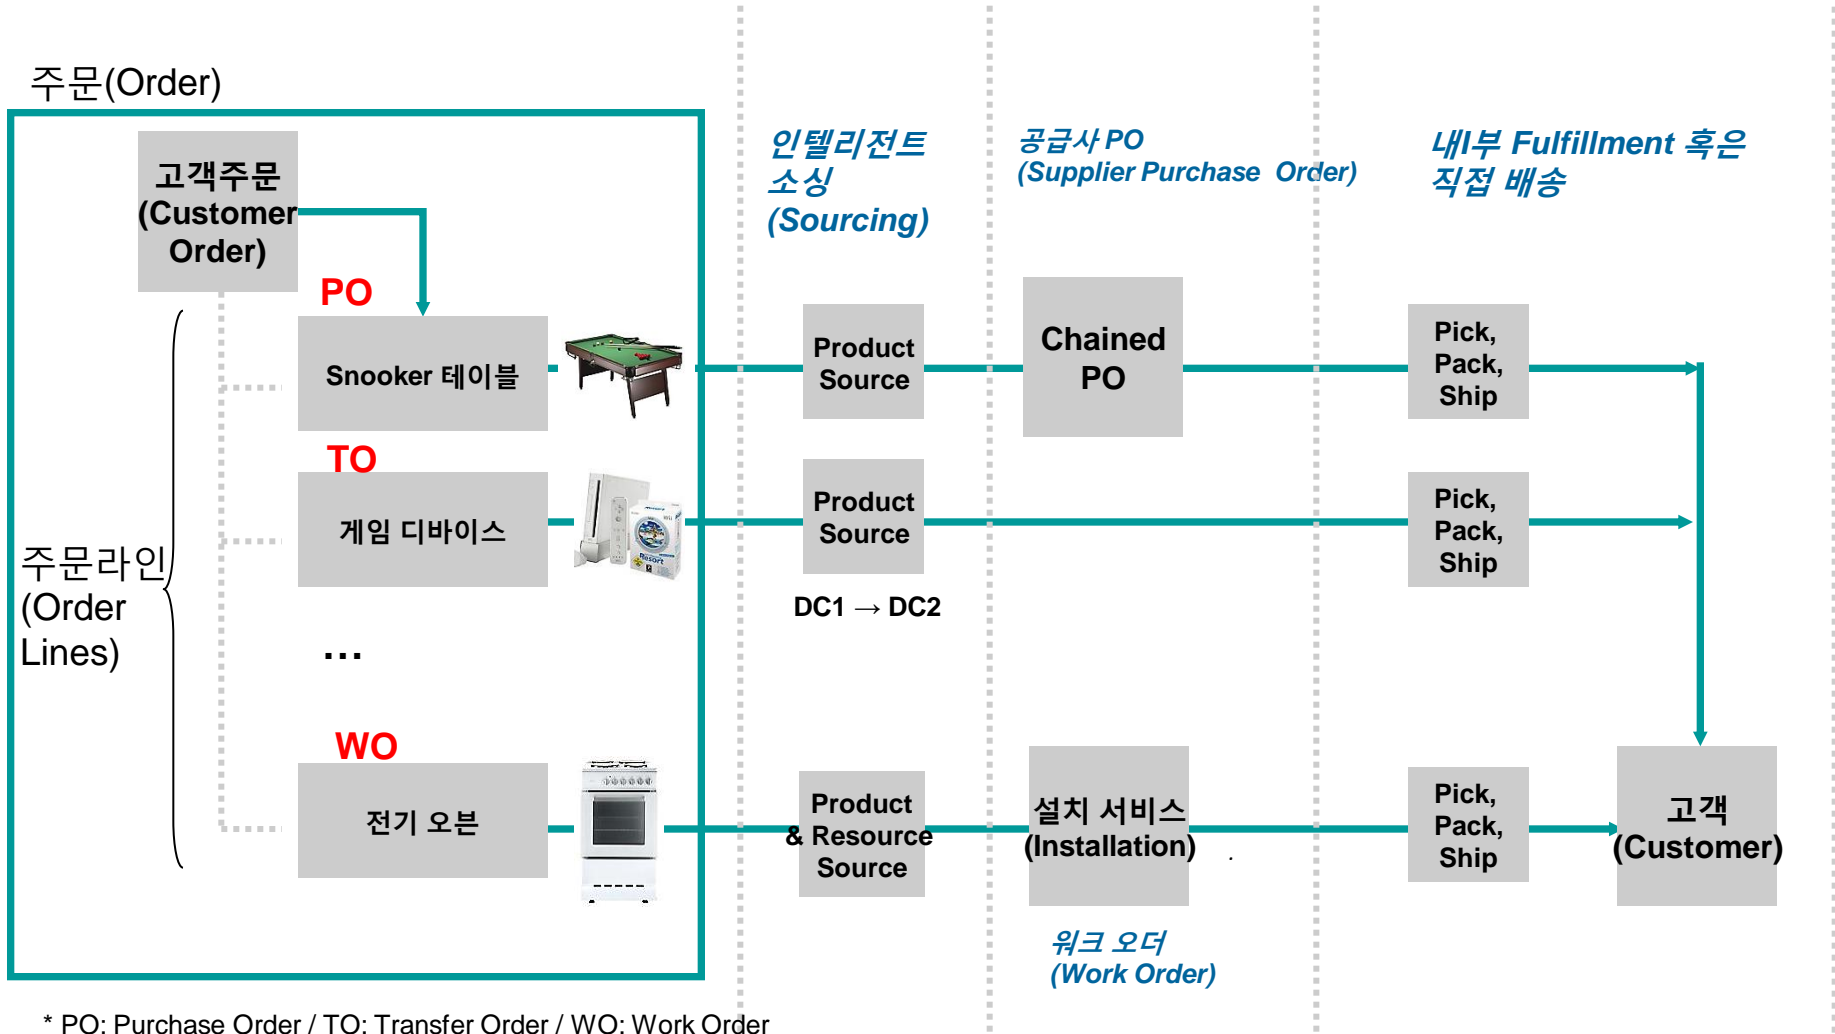 주문(Order)
고객주문
(Customer
Order)
인텔리전트
소싱
(Sourcing)
공급사 PO
(Supplier Purchase Order)
내부 Fulfillment 혹은
직접 배송
PO
Snooker 테이블
Product
Source
Chained
PO
Pick,
Pack,
Ship
TO
게임 디바이스
Product
Source
Pick,
Pack,
Ship
DC1 → DC2
주문라인
(Order
Lines)
...
WO
전기 오븐
Product
& Resource
Source
설치 서비스
(Installation)
.
Pick,
Pack,
Ship
고객
(Customer)
워크 오더
(Work Order)
* PO: Purchase Order / TO: Transfer Order / WO: Work Order
Resort
Wii